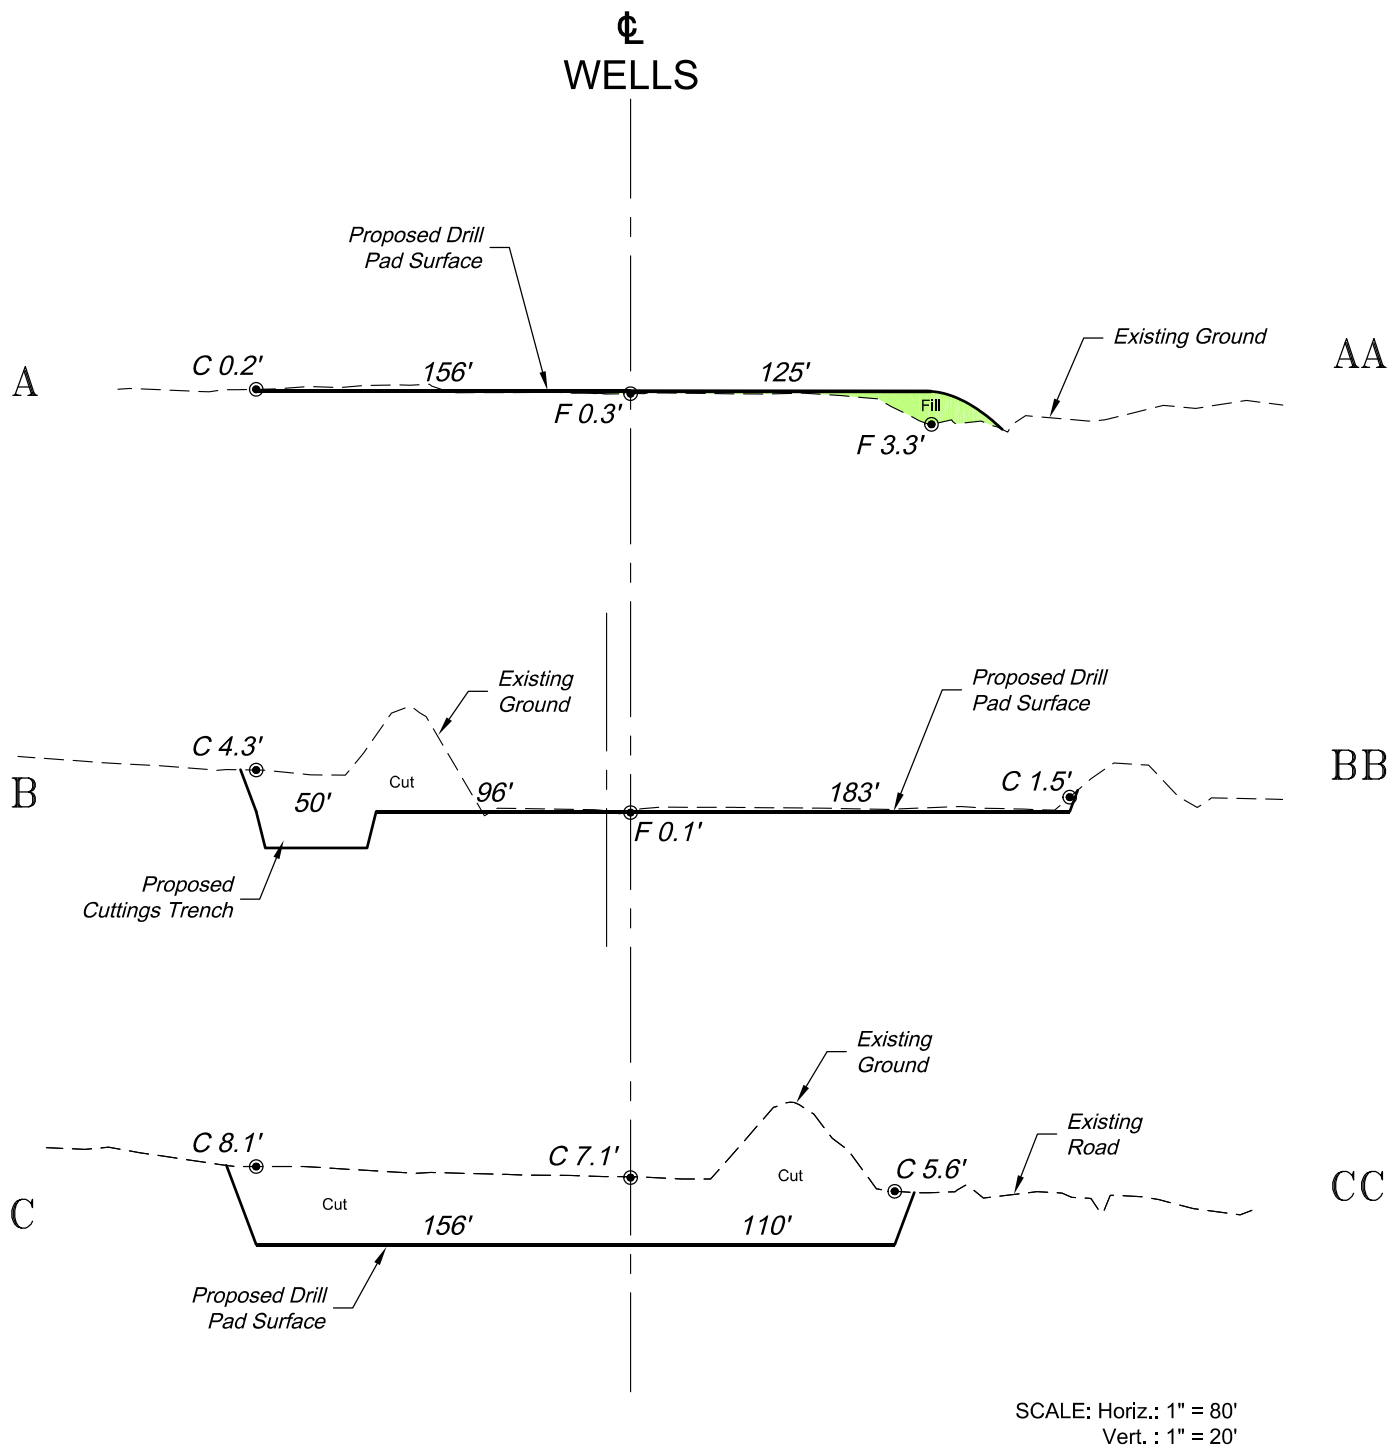 ℄
WELLS
Proposed Drill
Pad Surface
Existing Ground
A
AA
C 0.2'
156'
125'
F 0.3'
Fill
F 3.3'
Existing
Ground
Proposed Drill
Pad Surface
C 4.3'
B
BB
50'
Cut
96'
183'
C 1.5'
F 0.1'
Proposed
Cuttings Trench
Existing
Ground
Existing
Road
C 8.1'
C 7.1'
C 5.6'
Cut
Cut
C
CC
156'
110'
Proposed Drill
Pad Surface
SCALE: Horiz.: 1" = 80'
Vert. : 1" = 20'